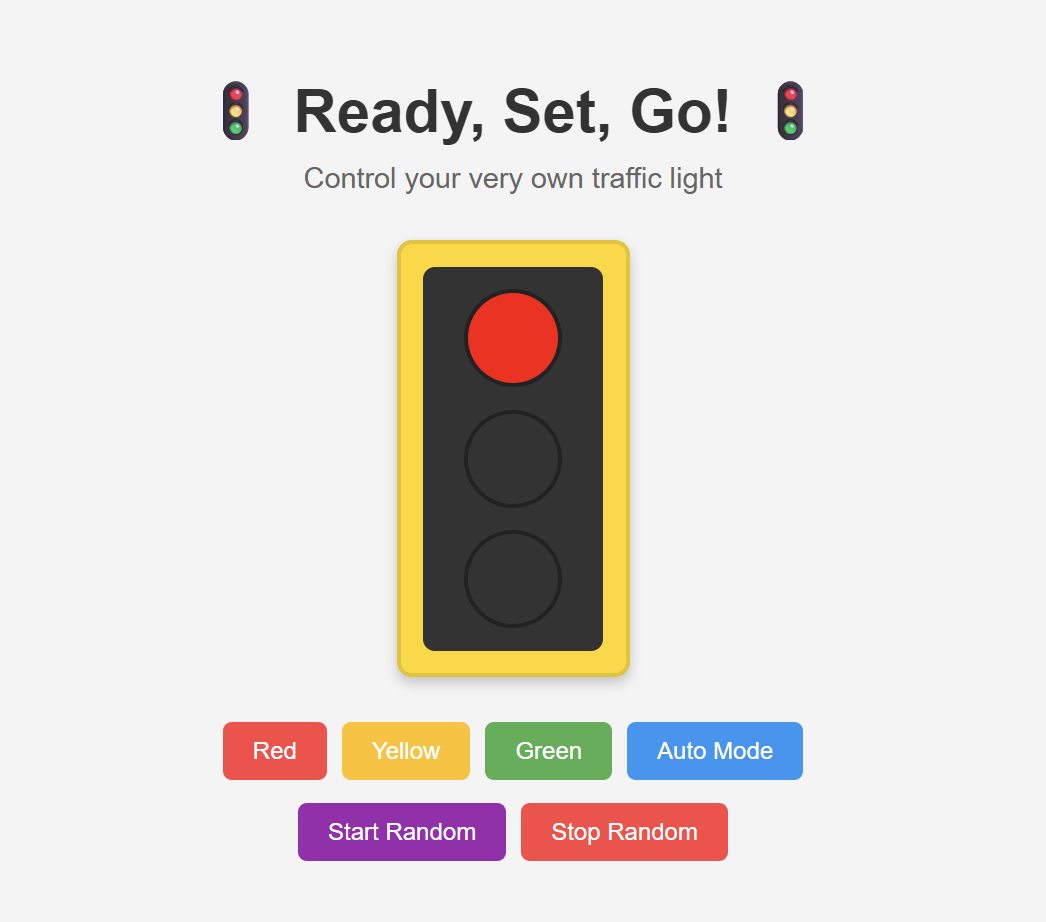 Ready, Set, Go!
Control your very own traffic light
Red Yellow Green Auto Mode
Start Random Stop Random